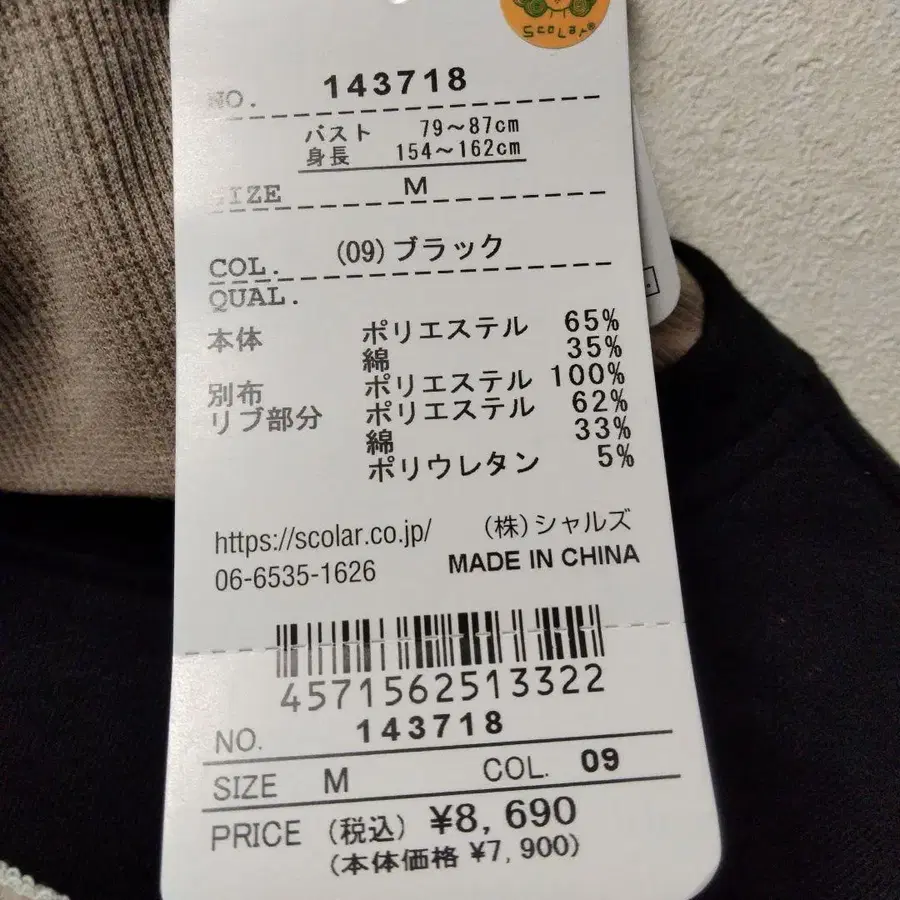 ScoLar®
NO. 143718
バスト 79～87cm
身長 154～162cm
SIZE M
COL. (09)ブラック
QUAL.
本体 ポリエステル 65%
綿 35%
別布 ポリエステル 100%
リブ部分 ポリエステル 62%
綿 33%
ポリウレタン 5%
https://scolar.co.jp/ (株)シャルズ
06-6535-1626 MADE IN CHINA
4571562513322
NO. 143718
SIZE M COL. 09
PRICE (税込) ¥8,690
(本体価格 ¥7,900)